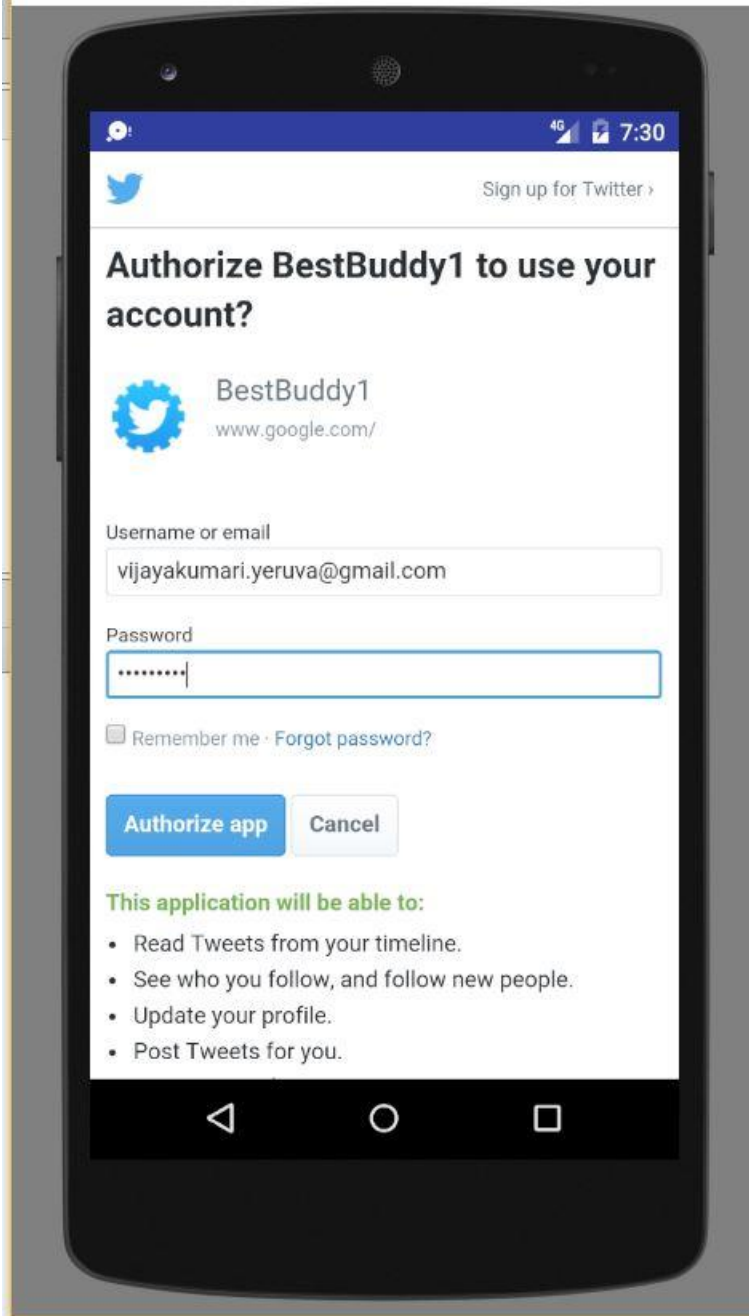 4G 7:30
Sign up for Twitter ›
Authorize BestBuddy1 to use your
account?
BestBuddy1
www.google.com/
Username or email
vijayakumari.yeruva@gmail.com
Password
•••••••••
Remember me · Forgot password?
Authorize app Cancel
This application will be able to:
• Read Tweets from your timeline.
• See who you follow, and follow new people.
• Update your profile.
• Post Tweets for you.